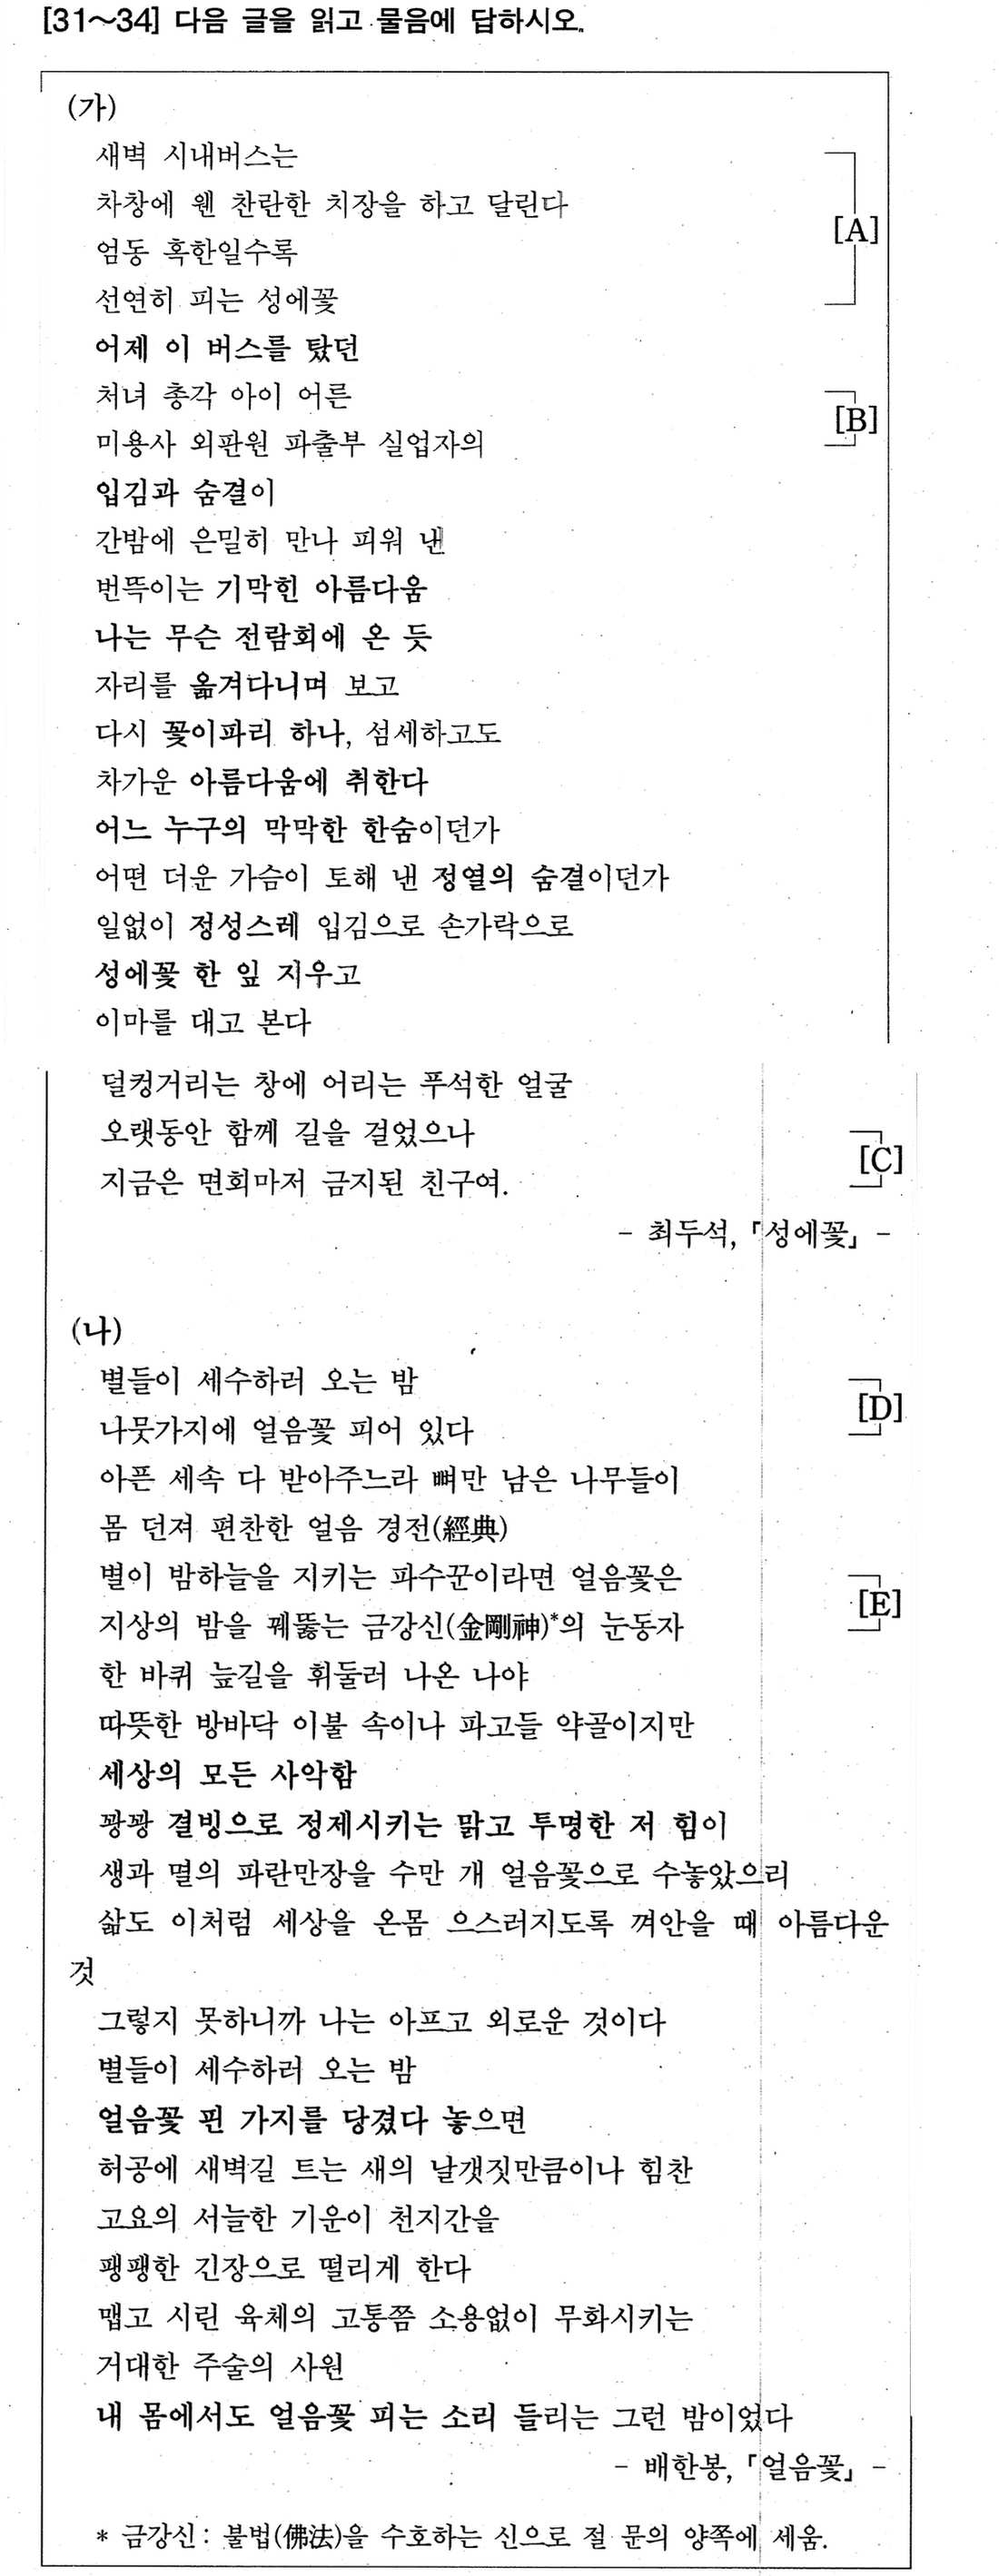 [31~34] 다음 글을 읽고 물음에 답하시오.
(가)
새벽 시내버스는
차창에 웬 찬란한 치장을 하고 달린다
엄동 혹한일수록
선연히 피는 성에꽃
[A]
어제 이 버스를 탔던
처녀 총각 아이 어른
미용사 외판원 파출부 실업자의
[B]
입김과 숨결이
간밤에 은밀히 만나 피워 낸
번뜩이는 기막힌 아름다움
나는 무슨 전람회에 온 듯
자리를 옮겨다니며 보고
다시 꽃이파리 하나, 섬세하고도
차가운 아름다움에 취한다
어느 누구의 막막한 한숨이던가
어떤 더운 가슴이 토해 낸 정열의 숨결이던가
일없이 정성스레 입김으로 손가락으로
성에꽃 한 잎 지우고
이마를 대고 본다
덜컹거리는 창에 어리는 푸석한 얼굴
오랫동안 함께 길을 걸었으나
지금은 면회마저 금지된 친구여.
[C]
- 최두석, 「성에꽃」 -
(나)
별들이 세수하러 오는 밤
나뭇가지에 얼음꽃 피어 있다
[D]
아픈 세속 다 받아주느라 뼈만 남은 나무들이
몸 던져 편찬한 얼음 경전(經典)
별이 밤하늘을 지키는 파수꾼이라면 얼음꽃은
지상의 밤을 꿰뚫는 금강신(金剛神)*의 눈동자
[E]
한 바퀴 늪길을 휘둘러 나온 나야
따뜻한 방바닥 이불 속이나 파고들 약골이지만
세상의 모든 사악함
꽝꽝 결빙으로 정제시키는 맑고 투명한 저 힘이
생과 멸의 파란만장을 수만 개 얼음꽃으로 수놓았으리
삶도 이처럼 세상을 온몸 으스러지도록 껴안을 때 아름다운
것
그렇지 못하니까 나는 아프고 외로운 것이다
별들이 세수하러 오는 밤
얼음꽃 핀 가지를 당겼다 놓으면
허공에 새벽길 트는 새의 날갯짓만큼이나 힘찬
고요의 서늘한 기운이 천지간을
팽팽한 긴장으로 떨리게 한다
맵고 시린 육체의 고통쯤 소용없이 무화시키는
거대한 주술의 사원
내 몸에서도 얼음꽃 피는 소리 들리는 그런 밤이었다
- 배한봉, 「얼음꽃」 -
* 금강신 : 불법(佛法)을 수호하는 신으로 절 문의 양쪽에 세움.